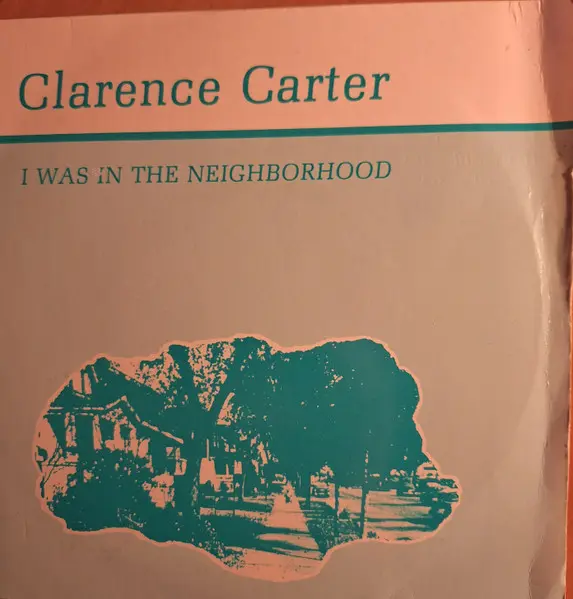 Clarence Carter
I WAS IN THE NEIGHBORHOOD